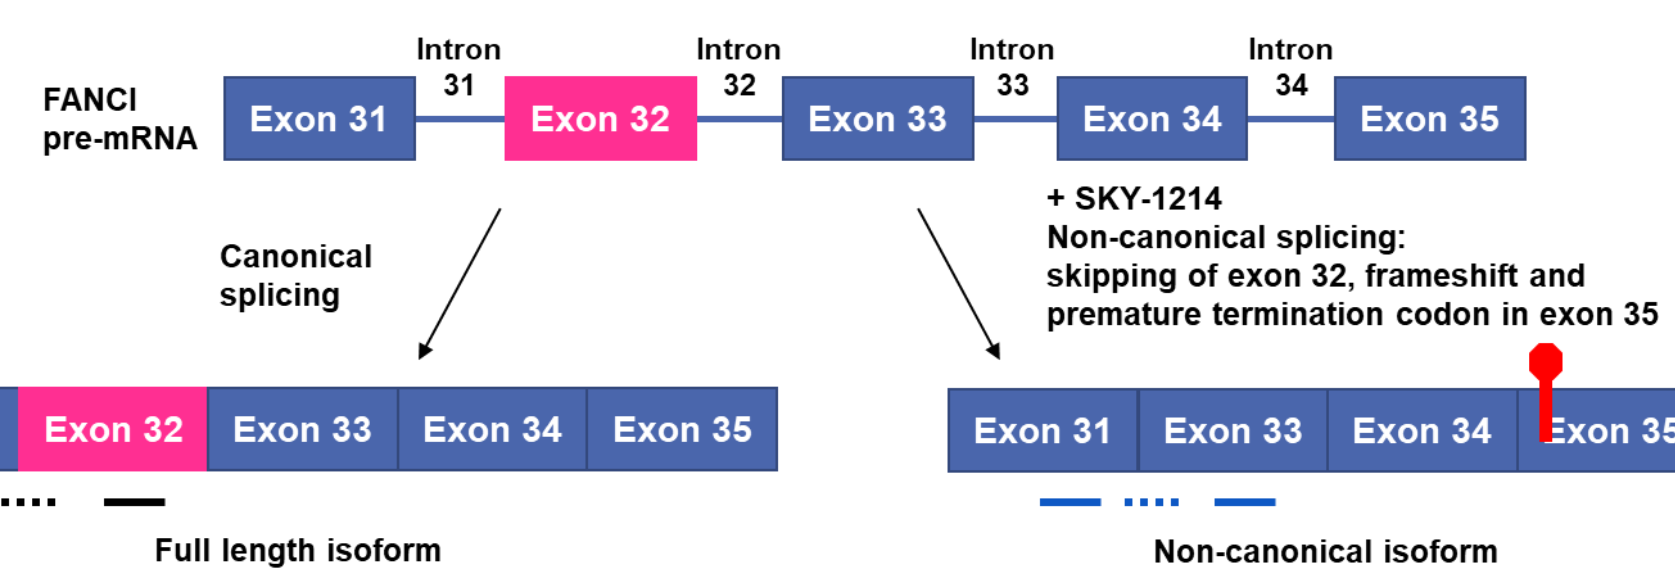 Intron
31
Intron
32
Intron
33
Intron
34
FANCI
pre-mRNA
Exon 31
Exon 32
Exon 33
Exon 34
Exon 35
Canonical
splicing
+ SKY-1214
Non-canonical splicing:
skipping of exon 32, frameshift and
premature termination codon in exon 35
Exon 32
Exon 33
Exon 34
Exon 35
Exon 31
Exon 33
Exon 34
Exon 35
Full length isoform
Non-canonical isoform